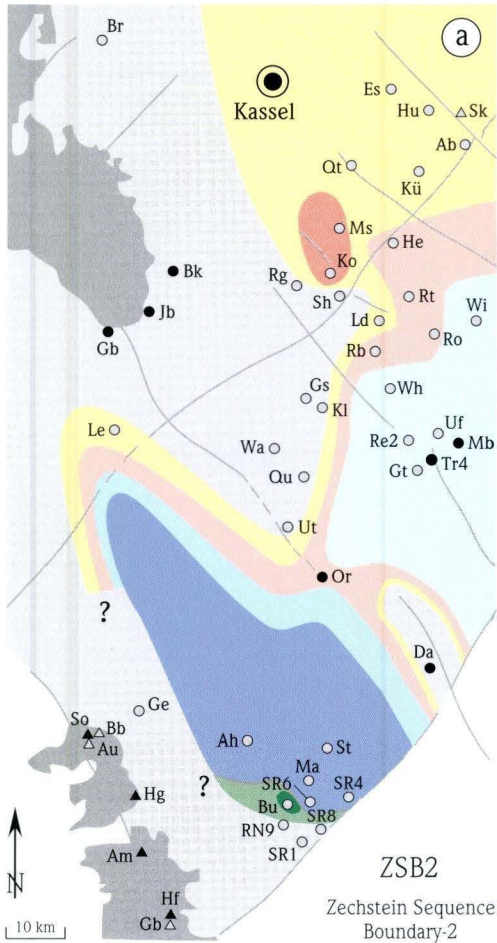 Br
a
Kassel
Es
Hu
Sk
Ab
Qt
Kü
Ms
He
Ko
Bk
Rg
Sh
Rt
Wi
Jb
Ld
Ro
Gb
Rb
Wh
Gs
Kl
Le
Uf
Mb
Re2
Wa
Tr4
Gt
Qu
Ut
Or
?
Da
Ge
So
Bb
Au
Ah
St
?
Ma
SR6
SR4
Hg
Bu
SR8
RN9
SR1
Am
ZSB2
N
Hf
Gb
Zechstein Sequence
Boundary-2
10 km